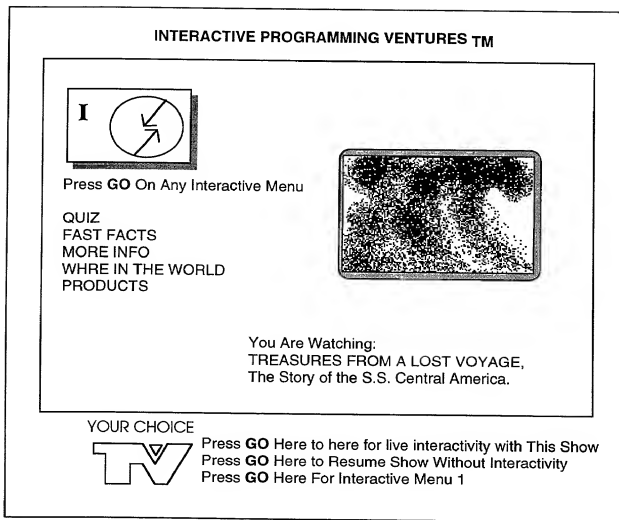 INTERACTIVE PROGRAMMING VENTURES TM
I
Press GO On Any Interactive Menu
QUIZ
FAST FACTS
MORE INFO
WHRE IN THE WORLD
PRODUCTS
You Are Watching:
TREASURES FROM A LOST VOYAGE,
The Story of the S.S. Central America.
YOUR CHOICE
TV
Press GO Here to here for live interactivity with This Show
Press GO Here to Resume Show Without Interactivity
Press GO Here For Interactive Menu 1